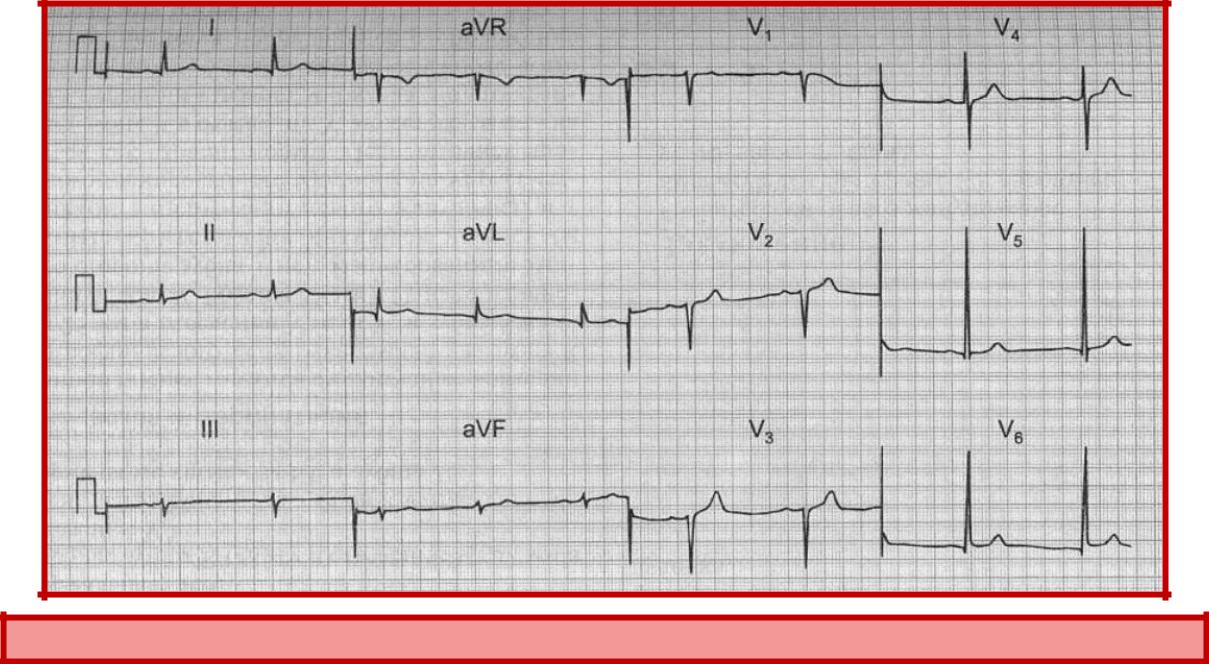 I aVR V₁ V₄
II aVL V₂ V₅
III aVF V₃ V₆